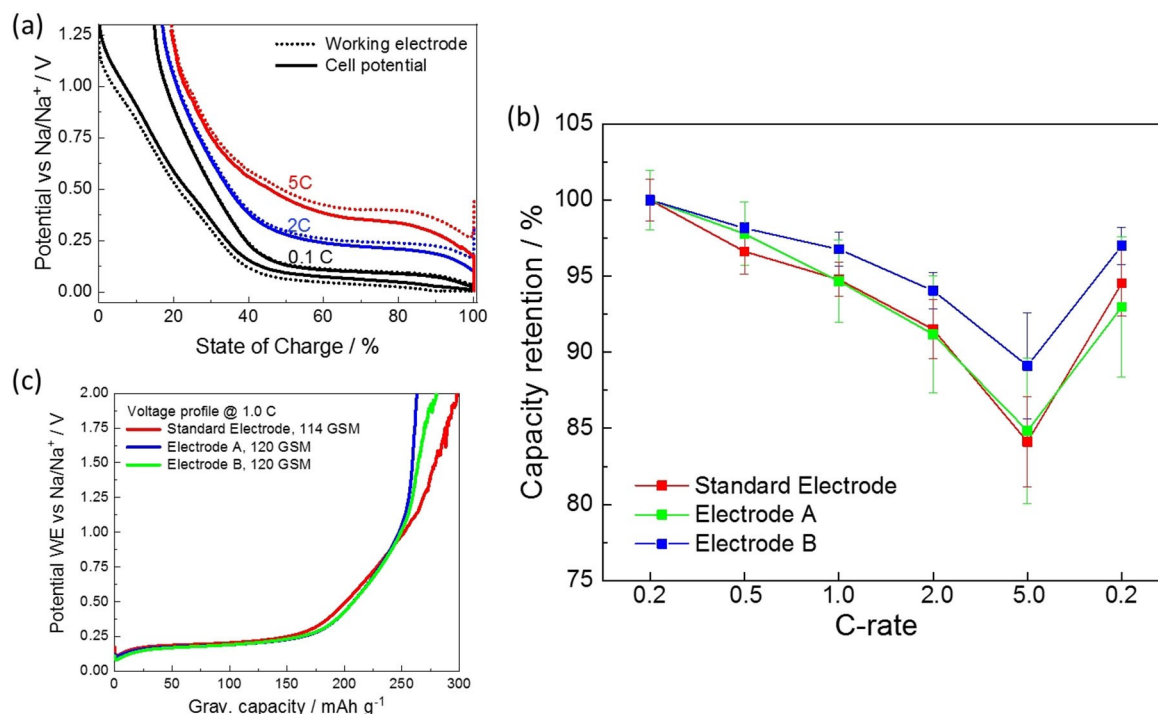 (a)
1.25
1.00
0.75
0.50
0.25
0.00
Potential vs Na/Na⁺ / V
Working electrode
Cell potential
5C
2C
0.1 C
0 20 40 60 80 100
State of Charge / %
(b)
105
100
95
90
85
80
75
Capacity retention / %
Standard Electrode
Electrode A
Electrode B
0.2 0.5 1.0 2.0 5.0 0.2
C-rate
(c)
2.00
1.75
1.50
1.25
1.00
0.75
0.50
0.25
0.00
Potential WE vs Na/Na⁺ / V
Voltage profile @ 1.0 C
Standard Electrode, 114 GSM
Electrode A, 120 GSM
Electrode B, 120 GSM
0 50 100 150 200 250 300
Grav. capacity / mAh g⁻¹